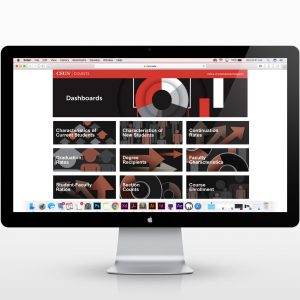 CSUN | COUNTS
Dashboards
Characteristics of
Current Students
Characteristics of
New Students
Continuation
Rates
Graduation
Rates
Degree
Recipients
Faculty
Characteristics
Student-Faculty
Ratios
Section
Counts
Course
Enrollment